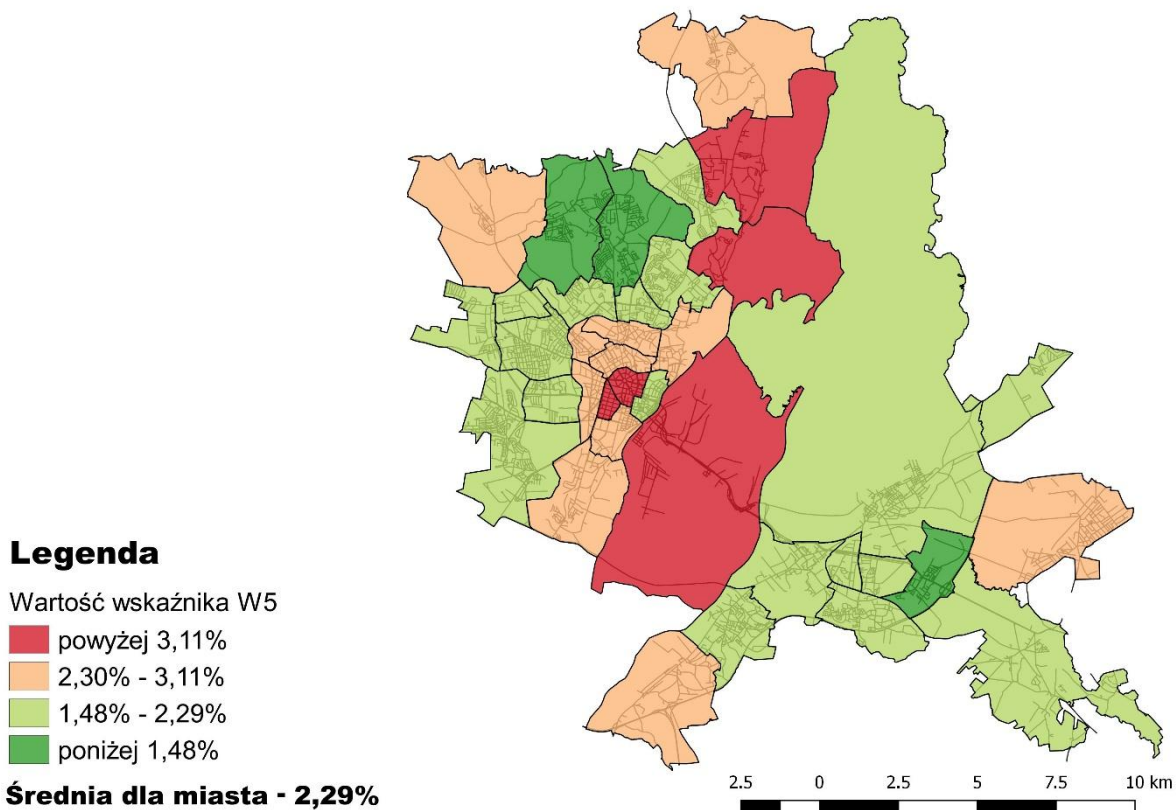 Legenda
Wartość wskaźnika W5
powyżej 3,11%
2,30% - 3,11%
1,48% - 2,29%
poniżej 1,48%
Średnia dla miasta - 2,29%
2.5 0 2.5 5 7.5 10 km